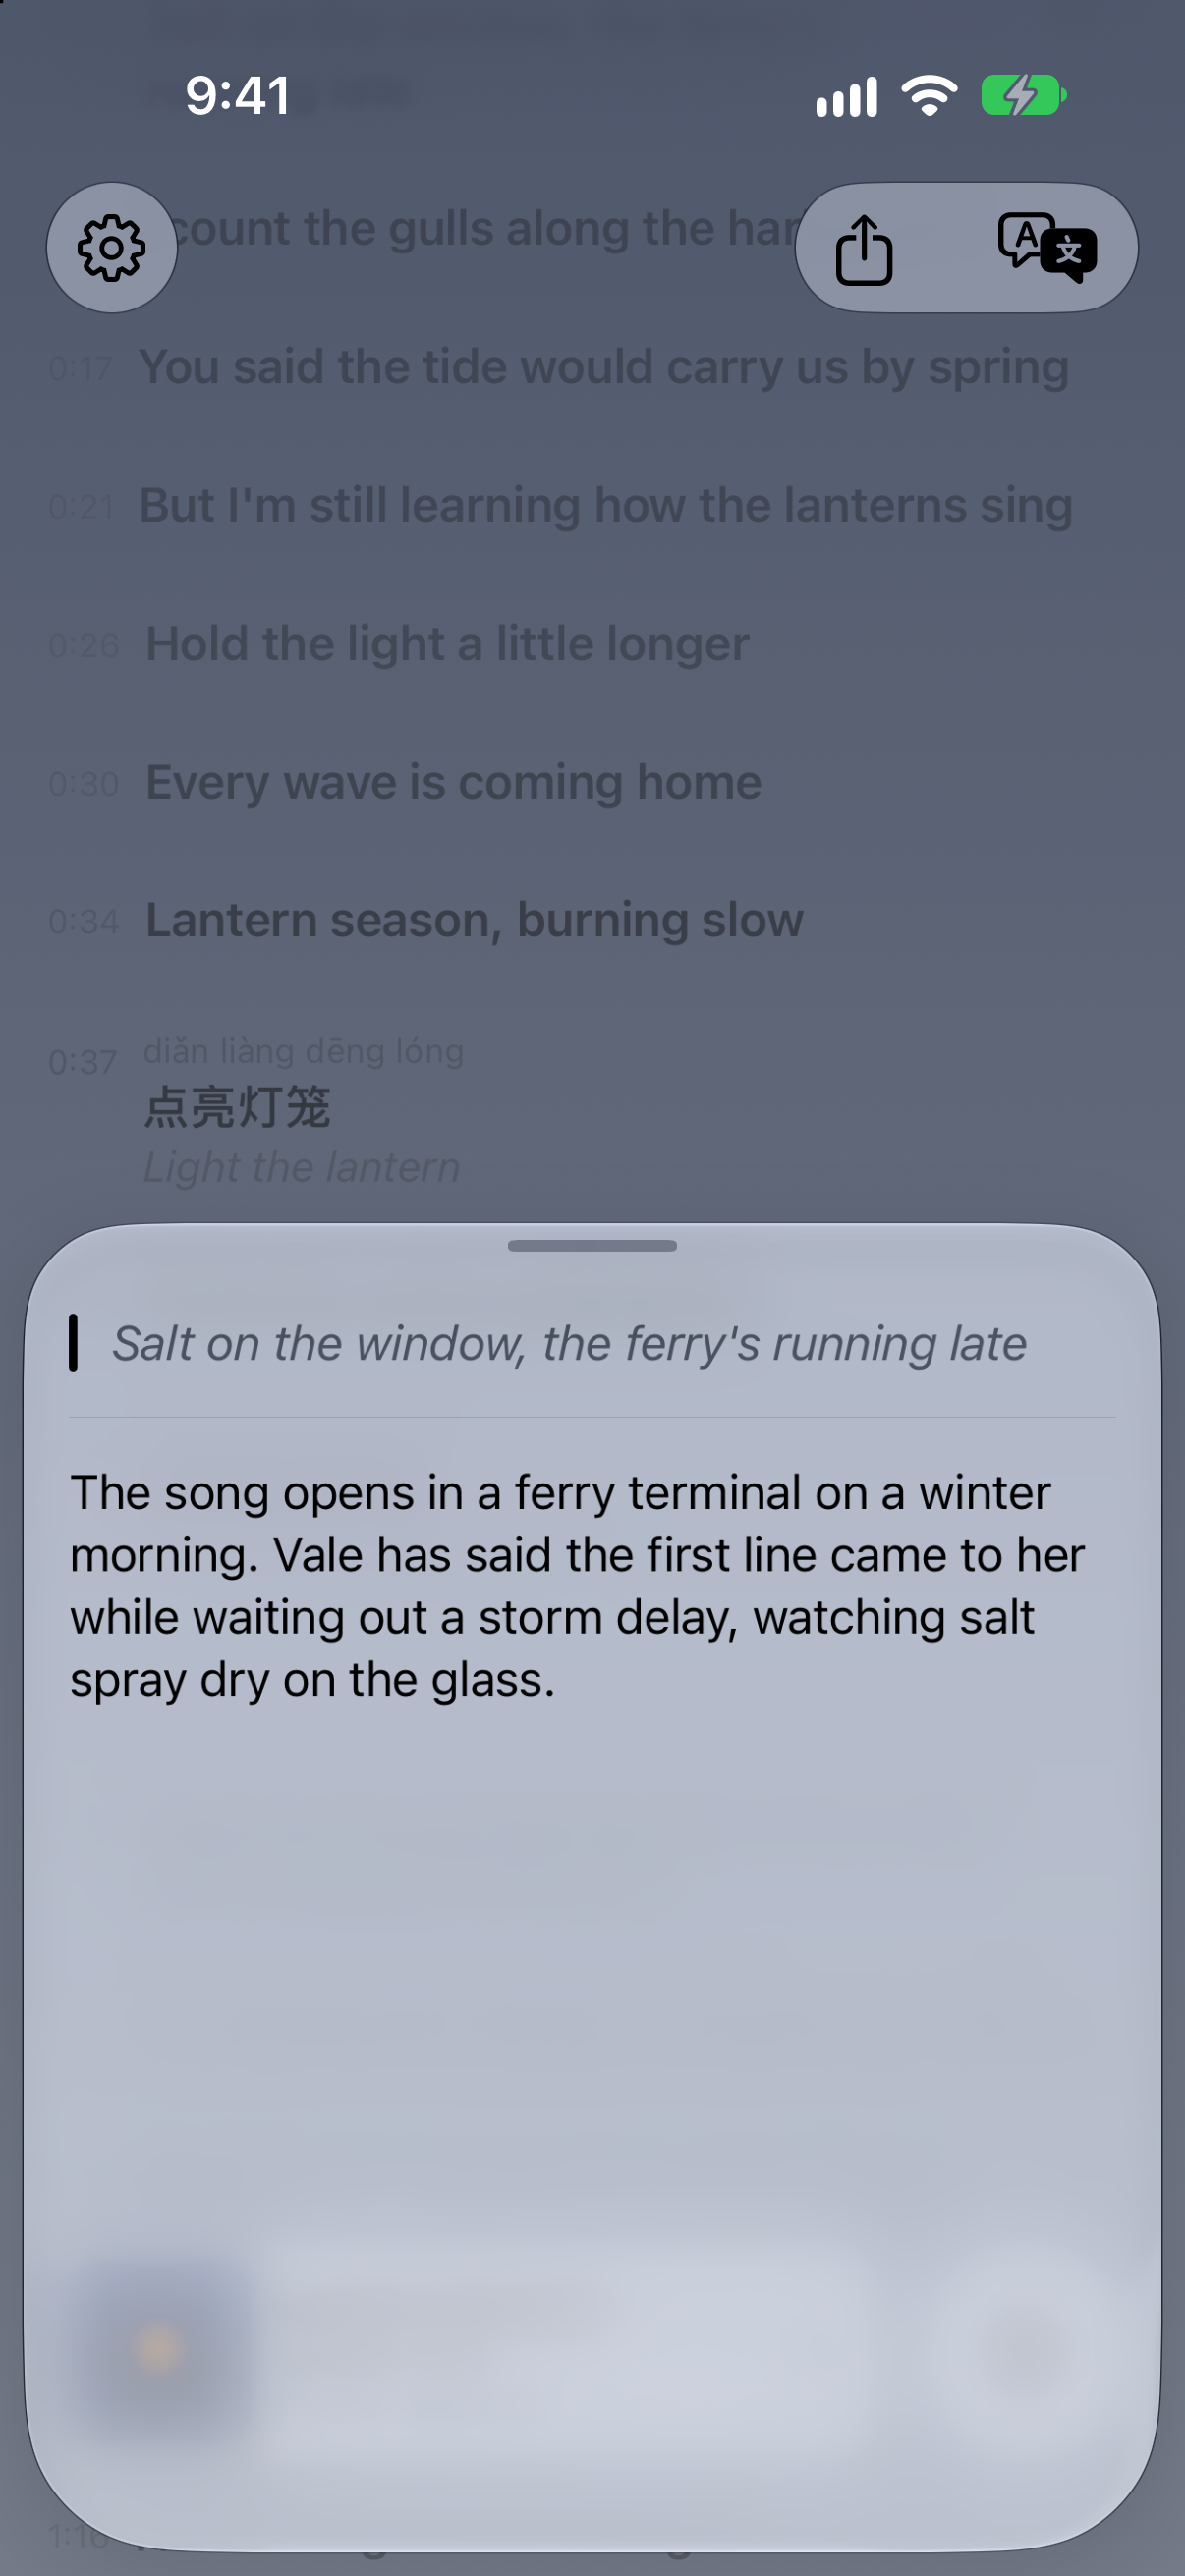 9:41
count the gulls along the har
0:17 You said the tide would carry us by spring
0:21 But I'm still learning how the lanterns sing
0:26 Hold the light a little longer
0:30 Every wave is coming home
0:34 Lantern season, burning slow
0:37 diǎn liàng dēng lóng
点亮灯笼
Light the lantern
Salt on the window, the ferry's running late
The song opens in a ferry terminal on a winter
morning. Vale has said the first line came to her
while waiting out a storm delay, watching salt
spray dry on the glass.
1:16